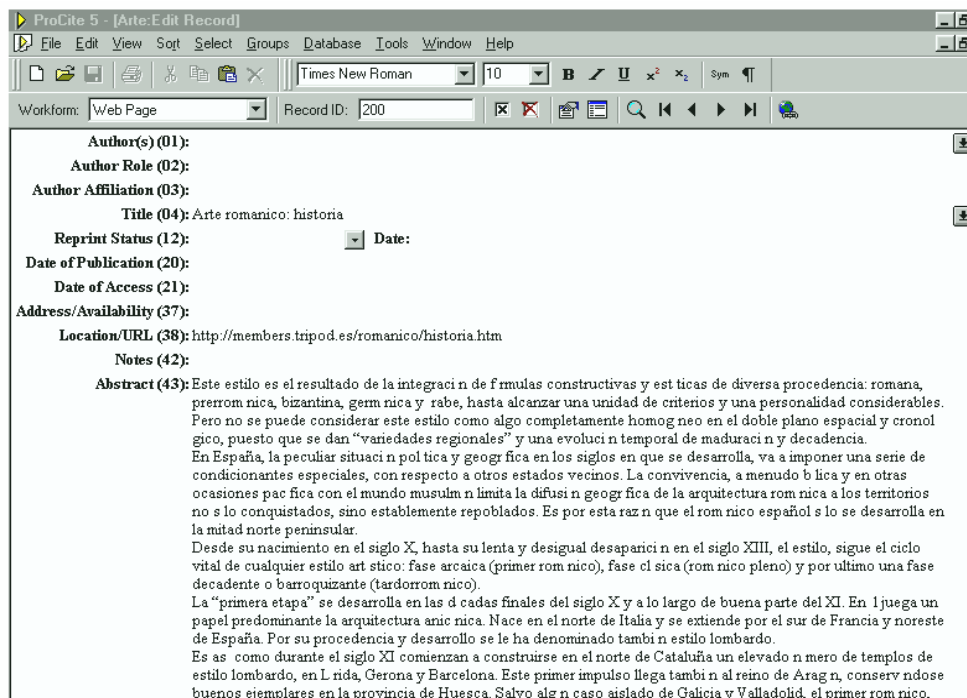 ProCite 5 - [Arte:Edit Record]
File Edit View Sort Select Groups Database Tools Window Help
Times New Roman 10 B I U x² x₂ Sym ¶
Workform: Web Page Record ID: 200
Author(s) (01):
Author Role (02):
Author Affiliation (03):
Title (04): Arte romanico: historia
Reprint Status (12): Date:
Date of Publication (20):
Date of Access (21):
Address/Availability (37):
Location/URL (38): http://members.tripod.es/romanico/historia.htm
Notes (42):
Abstract (43): Este estilo es el resultado de la integraci n de f rmulas constructivas y est ticas de diversa procedencia: romana,
prerrom nica, bizantina, germ nica y rabe, hasta alcanzar una unidad de criterios y una personalidad considerables.
Pero no se puede considerar este estilo como algo completamente homog neo en el doble plano espacial y cronol
gico, puesto que se dan “variedades regionales” y una evoluci n temporal de maduraci n y decadencia.
En España, la peculiar situaci n pol tica y geogr fica en los siglos en que se desarrolla, va a imponer una serie de
condicionantes especiales, con respecto a otros estados vecinos. La convivencia, a menudo b lica y en otras
ocasiones pac fica con el mundo musulm n limita la difusi n geogr fica de la arquitectura rom nica a los territorios
no s lo conquistados, sino establemente repoblados. Es por esta raz n que el rom nico español s lo se desarrolla en
la mitad norte peninsular.
Desde su nacimiento en el siglo X, hasta su lenta y desigual desaparici n en el siglo XIII, el estilo, sigue el ciclo
vital de cualquier estilo art stico: fase arcaica (primer rom nico), fase cl sica (rom nico pleno) y por ultimo una fase
decadente o barroquizante (tardorrom nico).
La “primera etapa” se desarrolla en las d cadas finales del siglo X y a lo largo de buena parte del XI. En 1juega un
papel predominante la arquitectura anic nica. Nace en el norte de Italia y se extiende por el sur de Francia y noreste
de España. Por su procedencia y desarrollo se le ha denominado tambi n estilo lombardo.
Es as como durante el siglo XI comienzan a construirse en el norte de Cataluña un elevado n mero de templos de
estilo lombardo, en L rida, Gerona y Barcelona. Este primer impulso llega tambi n al reino de Arag n, conserv ndose
buenos ejemplares en la provincia de Huesca. Salvo alg n caso aislado de Galicia y Valladolid, el primer rom nico,